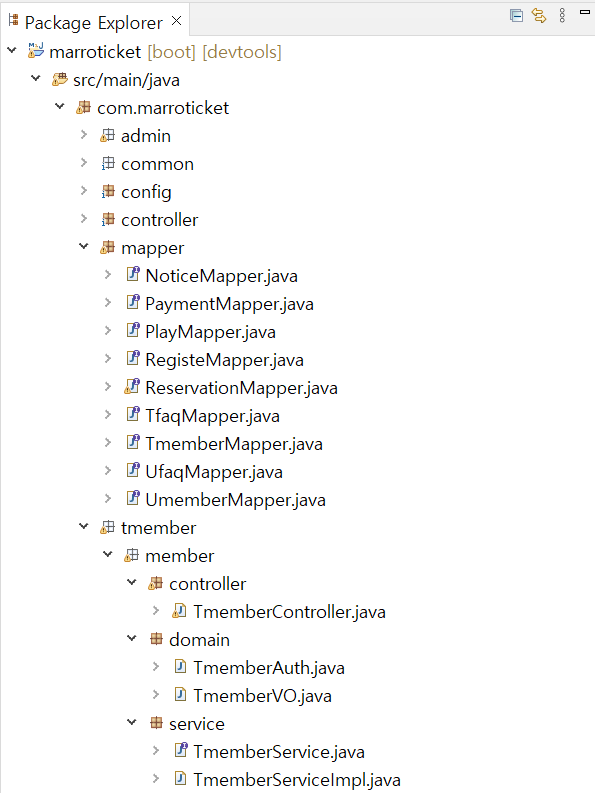 Package Explorer
marroticket [boot] [devtools]
src/main/java
com.marroticket
admin
common
config
controller
mapper
NoticeMapper.java
PaymentMapper.java
PlayMapper.java
RegisteMapper.java
ReservationMapper.java
TfaqMapper.java
TmemberMapper.java
UfaqMapper.java
UmemberMapper.java
tmember
member
controller
TmemberController.java
domain
TmemberAuth.java
TmemberVO.java
service
TmemberService.java
TmemberServiceImpl.java